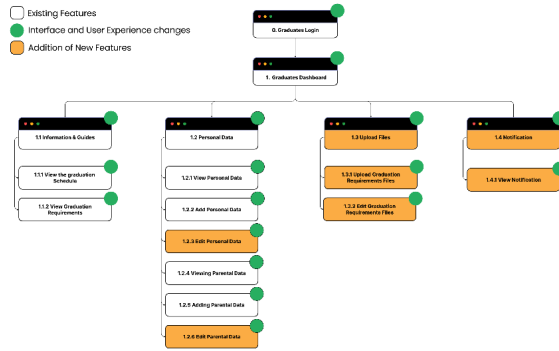 Existing Features
Interface and User Experience changes
Addition of New Features
0. Graduates Login
1. Graduates Dashboard
1.1 Information & Guides
1.1.1 View the graduation
Schedule
1.1.2 View Graduation
Requirements
1.2 Personal Data
1.2.1 View Personal Data
1.2.2 Add Personal Data
1.2.3 Edit Personal Data
1.2.4 Viewing Parental Data
1.2.5 Adding Parental Data
1.2.6 Edit Parental Data
1.3 Upload Files
1.3.1 Upload Graduation
Requirements Files
1.3.2 Edit Graduation
Requiremente Files
1.4 Notification
1.4.1 View Notification